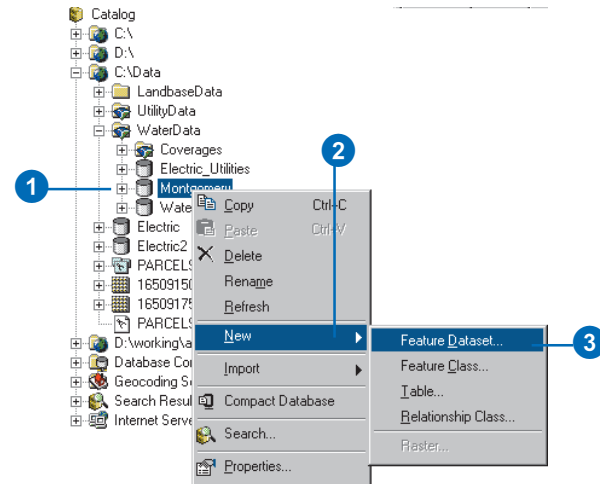 Catalog
C:\
D:\
C:\Data
LandbaseData
UtilityData
WaterData
Coverages
Electric_Utilities
1
Montgomery
Wate
Electric
Electric2
PARCELS
16509150
16509175
PARCELS
D:\working\a
Database Co
Geocoding Se
Search Resul
Internet Serve
2
Copy Ctrl+C
Paste Ctrl+V
Delete
Rename
Refresh
New
Import
Compact Database
Search...
Properties...
Feature Dataset...
3
Feature Class...
Table...
Relationship Class...
Raster...